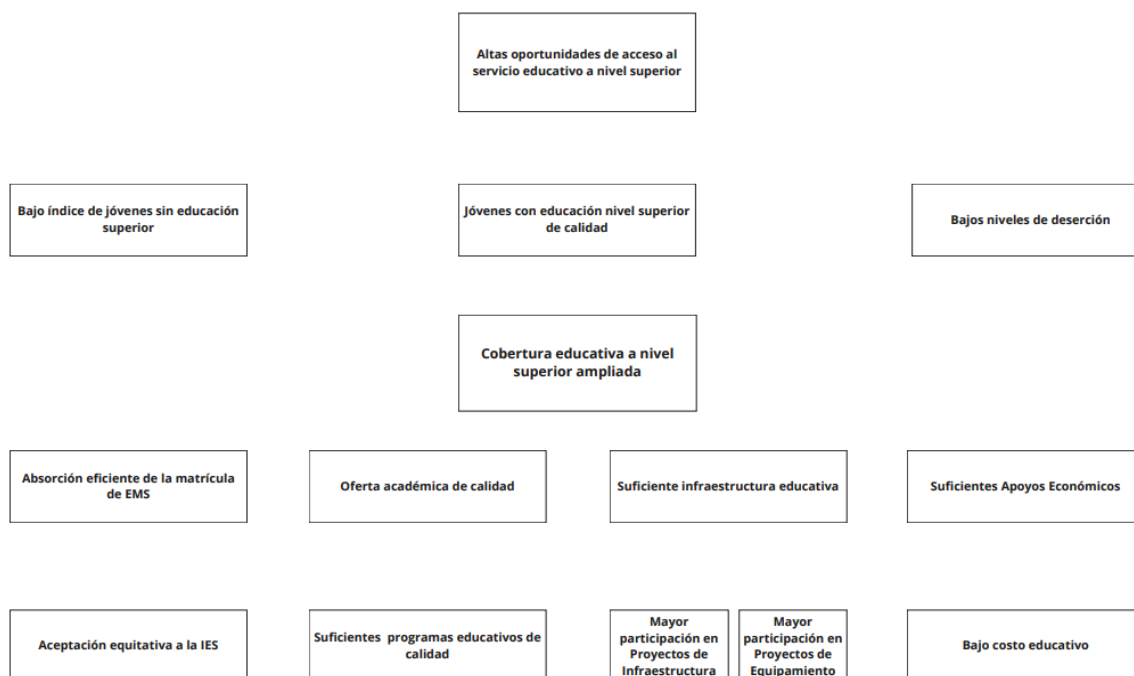 Altas oportunidades de acceso al
servicio educativo a nivel superior
Bajo índice de jóvenes sin educación
superior
Jóvenes con educación nivel superior
de calidad
Bajos niveles de deserción
Cobertura educativa a nivel
superior ampliada
Absorción eficiente de la matrícula
de EMS
Oferta académica de calidad
Suficiente infraestructura educativa
Suficientes Apoyos Económicos
Aceptación equitativa a la IES
Suficientes programas educativos de
calidad
Mayor
participación en
Proyectos de
Infraestructura
Mayor
participación en
Proyectos de
Equipamiento
Bajo costo educativo